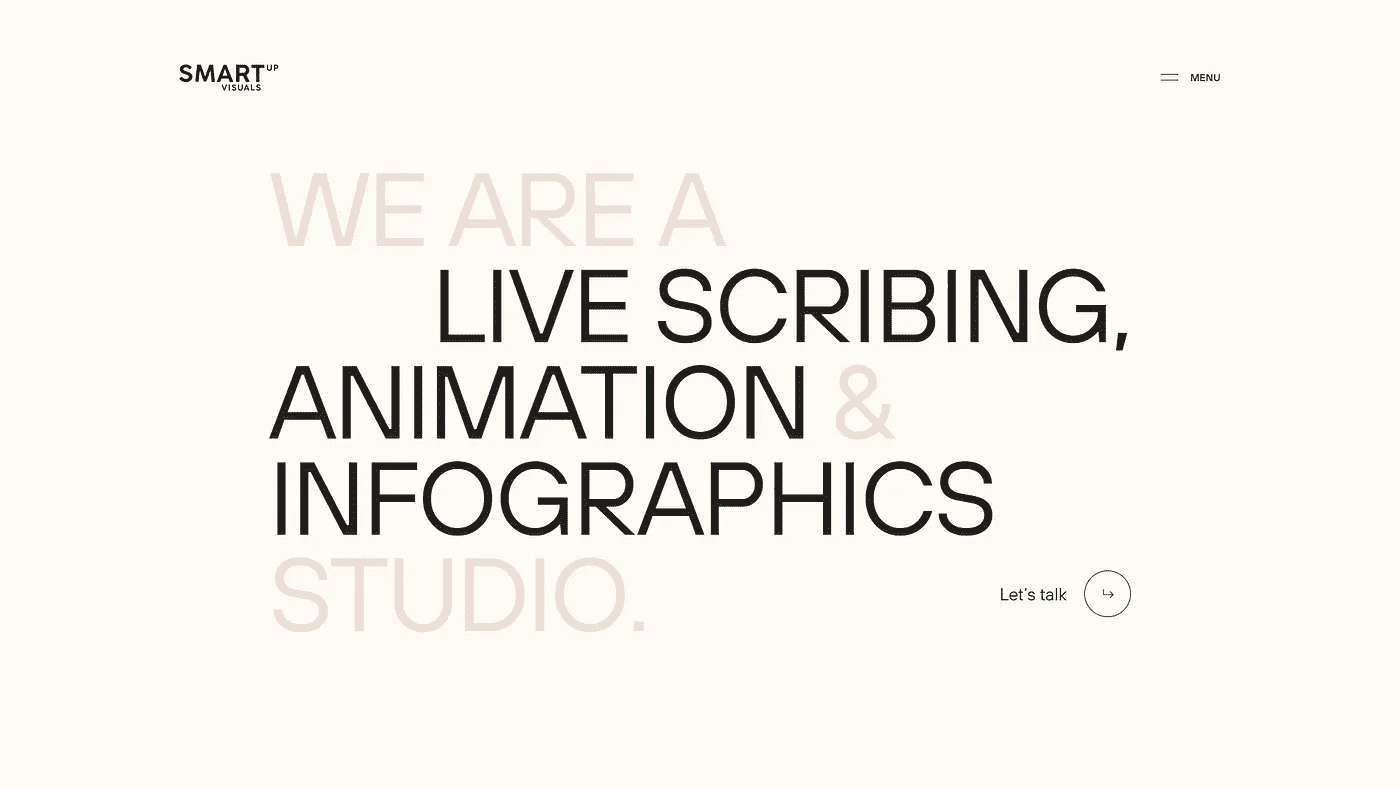 SMART UP
VISUALS
MENU
WE ARE A
LIVE SCRIBING,
ANIMATION &
INFOGRAPHICS
STUDIO.
Let's talk